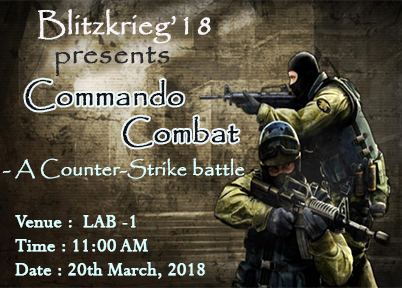 Blitzkrieg'18
presents
Commando
Combat
- A Counter-Strike battle -
Venue : LAB -1
Time : 11:00 AM
Date : 20th March, 2018